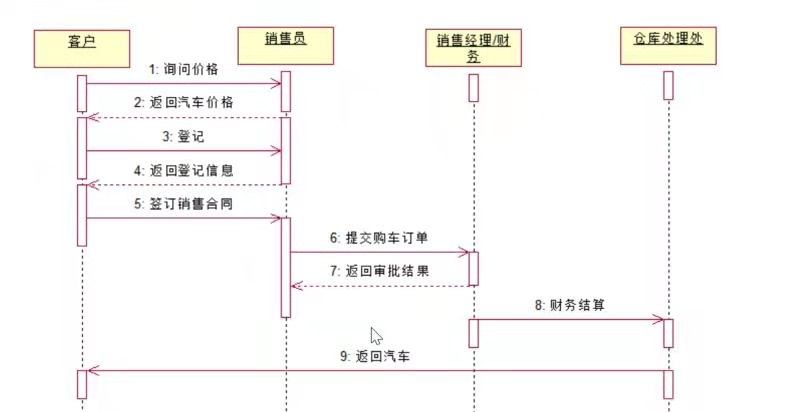 客户
销售员
销售经理/财
务
仓库处理处
1: 询问价格
2: 返回汽车价格
3: 登记
4: 返回登记信息
5: 签订销售合同
6: 提交购车订单
7: 返回审批结果
8: 财务结算
9: 返回汽车